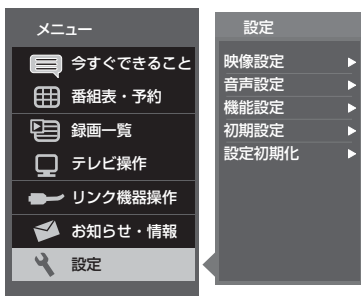 メニュー
今すぐできること
番組表・予約
録画一覧
テレビ操作
リンク機器操作
お知らせ・情報
設定
設定
映像設定
音声設定
機能設定
初期設定
設定初期化